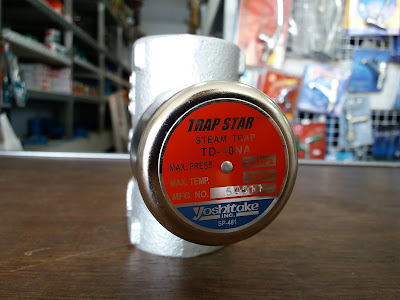 TRAP STAR
STEAM TRAP
TD-10NA
MAX. PRESS
MAX. TEMP.
MFG. NO.
Yoshitake
INC.
SP-481